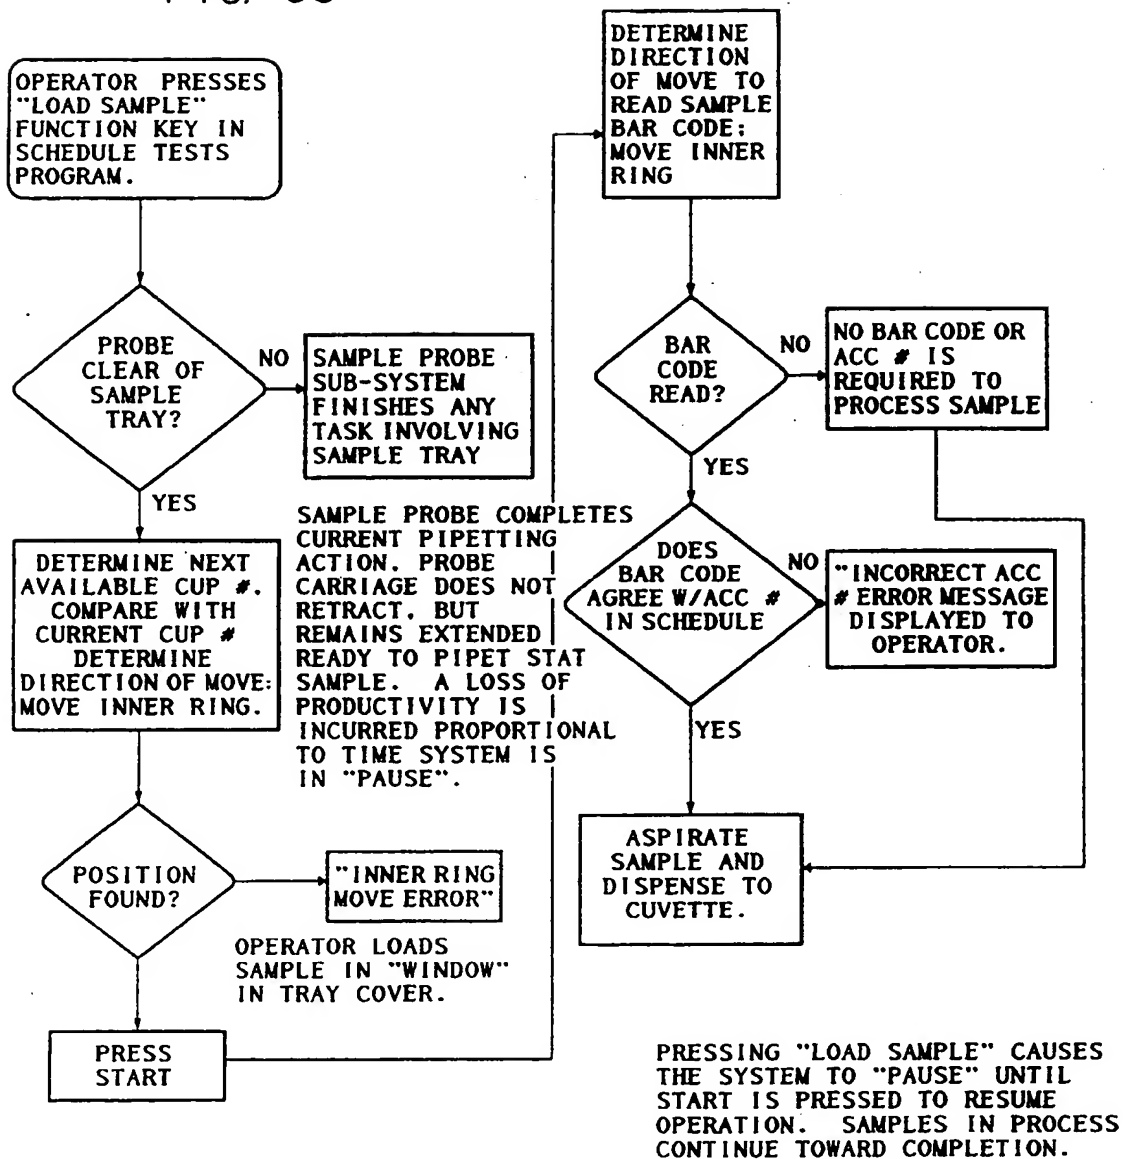 OPERATOR PRESSES
"LOAD SAMPLE"
FUNCTION KEY IN
SCHEDULE TESTS
PROGRAM.
PROBE
CLEAR OF
SAMPLE
TRAY?
NO
SAMPLE PROBE
SUB-SYSTEM
FINISHES ANY
TASK INVOLVING
SAMPLE TRAY
YES
DETERMINE NEXT
AVAILABLE CUP #.
COMPARE WITH
CURRENT CUP #
DETERMINE
DIRECTION OF MOVE:
MOVE INNER RING.
SAMPLE PROBE COMPLETES
CURRENT PIPETTING
ACTION. PROBE
CARRIAGE DOES NOT
RETRACT, BUT
REMAINS EXTENDED
READY TO PIPET STAT
SAMPLE. A LOSS OF
PRODUCTIVITY IS
INCURRED PROPORTIONAL
TO TIME SYSTEM IS
IN "PAUSE".
POSITION
FOUND?
"INNER RING
MOVE ERROR"
OPERATOR LOADS
SAMPLE IN "WINDOW"
IN TRAY COVER.
PRESS
START
DETERMINE
DIRECTION
OF MOVE TO
READ SAMPLE
BAR CODE:
MOVE INNER
RING
BAR
CODE
READ?
NO
NO BAR CODE OR
ACC # IS
REQUIRED TO
PROCESS SAMPLE
YES
DOES
BAR CODE
AGREE W/ACC #
IN SCHEDULE
NO
"INCORRECT ACC
# ERROR MESSAGE
DISPLAYED TO
OPERATOR.
YES
ASPIRATE
SAMPLE AND
DISPENSE TO
CUVETTE.
PRESSING "LOAD SAMPLE" CAUSES
THE SYSTEM TO "PAUSE" UNTIL
START IS PRESSED TO RESUME
OPERATION. SAMPLES IN PROCESS
CONTINUE TOWARD COMPLETION.